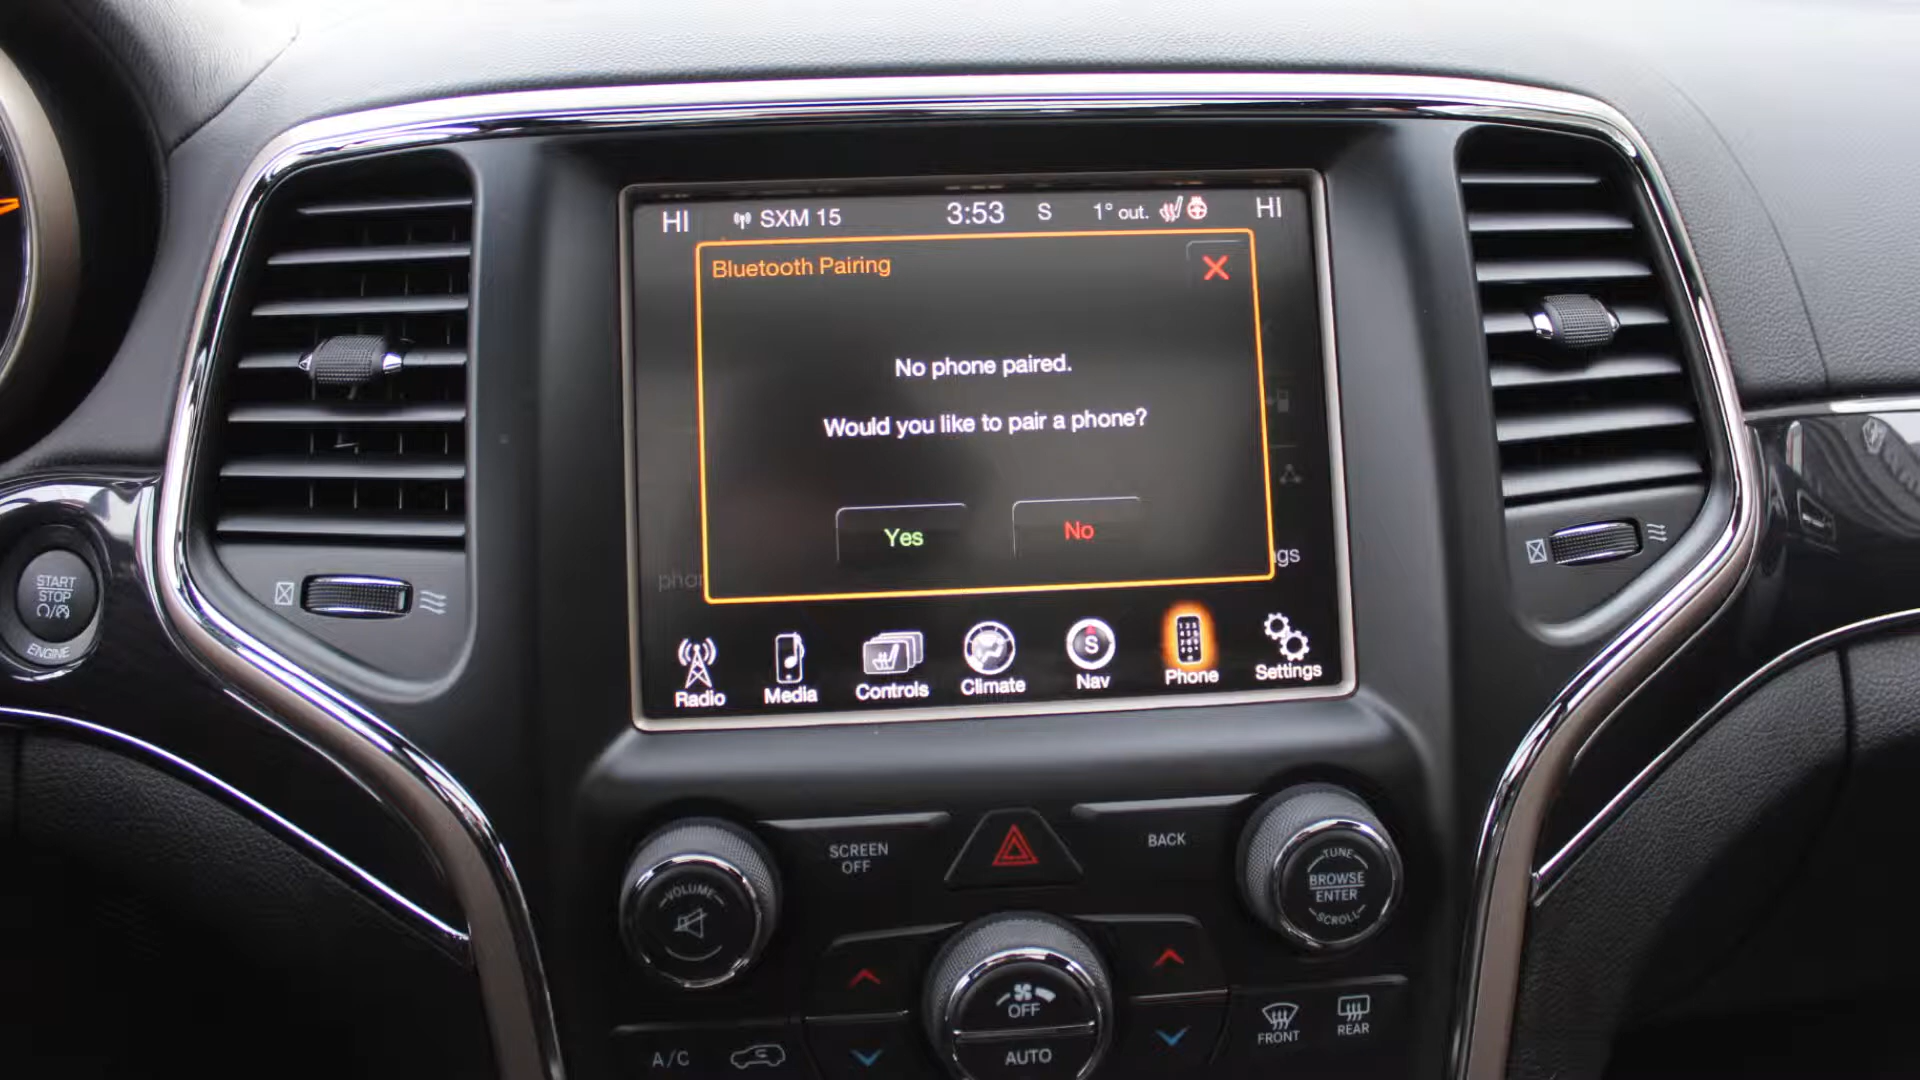 HI SXM 15 3:53 S 1° out. HI
Bluetooth Pairing
No phone paired.
Would you like to pair a phone?
Yes No
phon
gs
Radio Media Controls Climate Nav Phone Settings
START
STOP
ENGINE
VOLUME
SCREEN
OFF
BACK
TUNE
BROWSE
ENTER
SCROLL
OFF
AUTO
A/C
FRONT
REAR